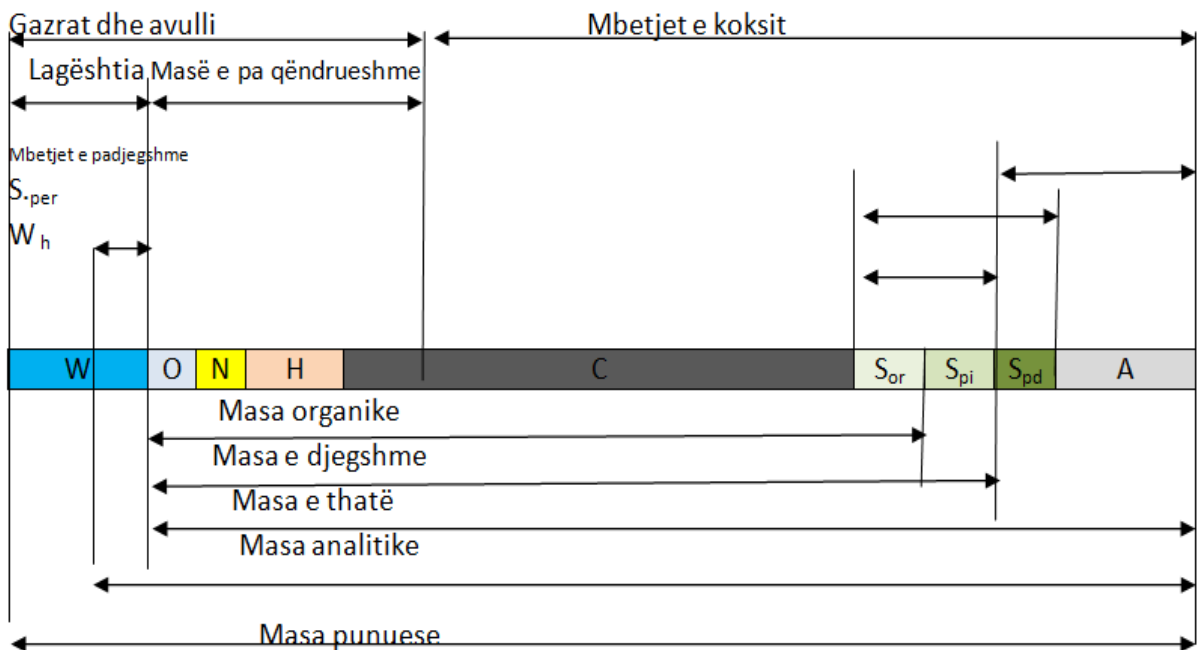 Gazrat dhe avulli
Mbetjet e koksit
Lagështia
Masë e pa qëndrueshme
Mbetjet e padjegshme
S.per
W h
W O N H C Sor Spi Spd A
Masa organike
Masa e djegshme
Masa e thatë
Masa analitike
Masa punuese